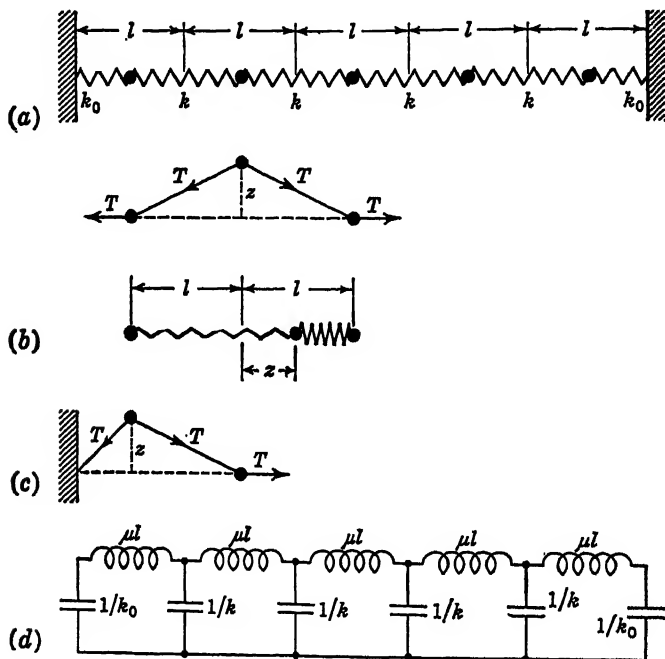 l l l l l
k₀ k k k k k₀
(a)
T T
T z T
l l
(b)
z
T T
z T
(c)
μl μl μl μl μl
1/k₀ 1/k 1/k 1/k 1/k 1/k₀
(d)